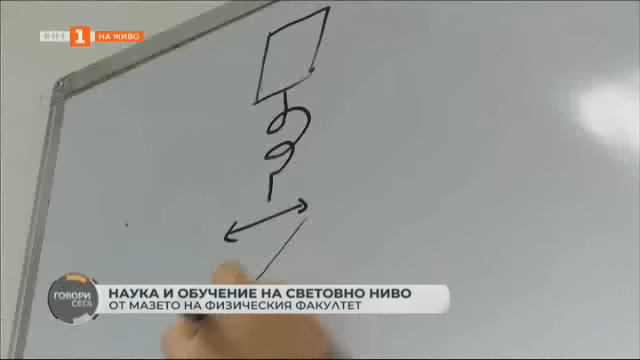 БНТ 1 НА ЖИВО
ГОВОРИ СЕГА
НАУКА И ОБУЧЕНИЕ НА СВЕТОВНО НИВО
ОТ МАЗЕТО НА ФИЗИЧЕСКИЯ ФАКУЛТЕТ